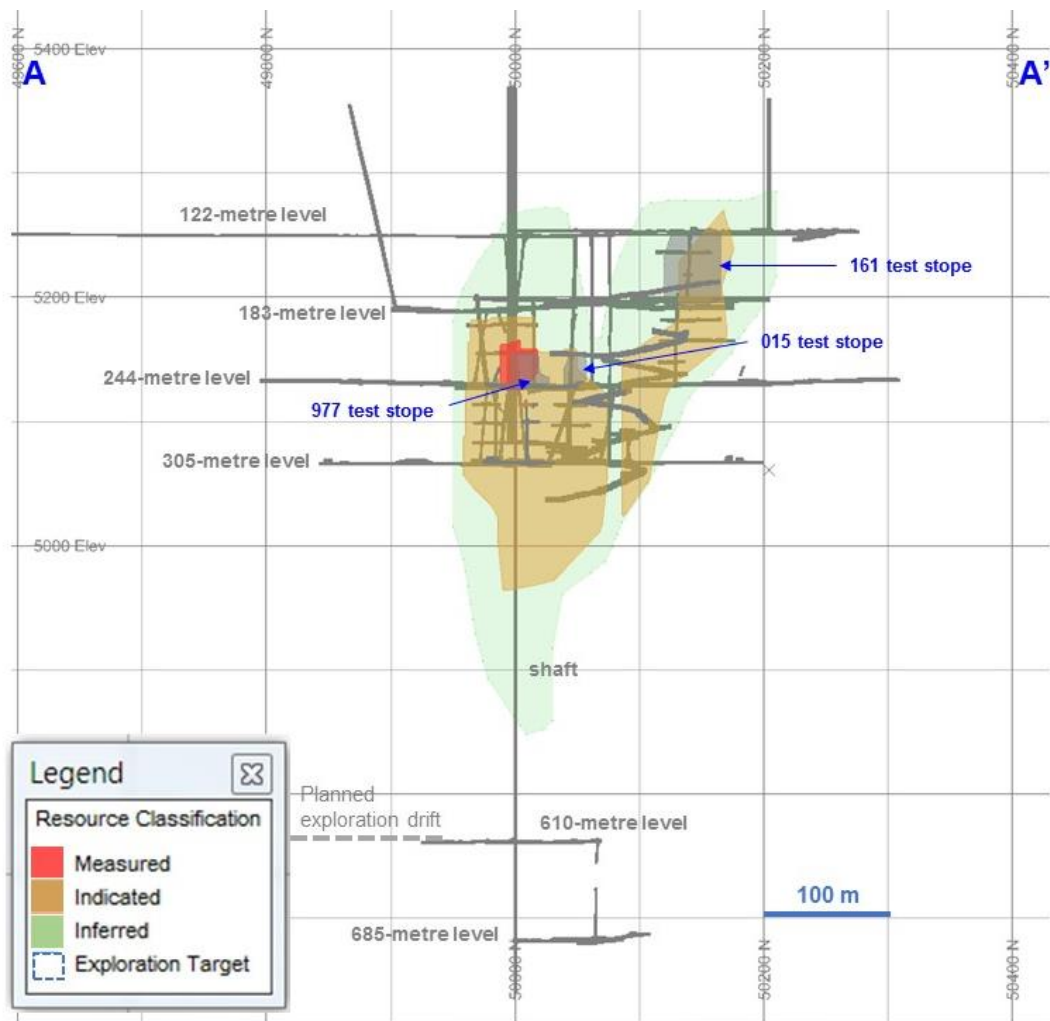 49600 N
49800 N
50000 N
50200 N
50400 N
5400 Elev
A
A’
122-metre level
161 test stope
5200 Elev
183-metre level
015 test stope
244-metre level
977 test stope
305-metre level
5000 Elev
shaft
Legend
Resource Classification
Measured
Indicated
Inferred
Exploration Target
Planned
exploration drift
610-metre level
100 m
685-metre level
50000 N
50200 N
50400 N